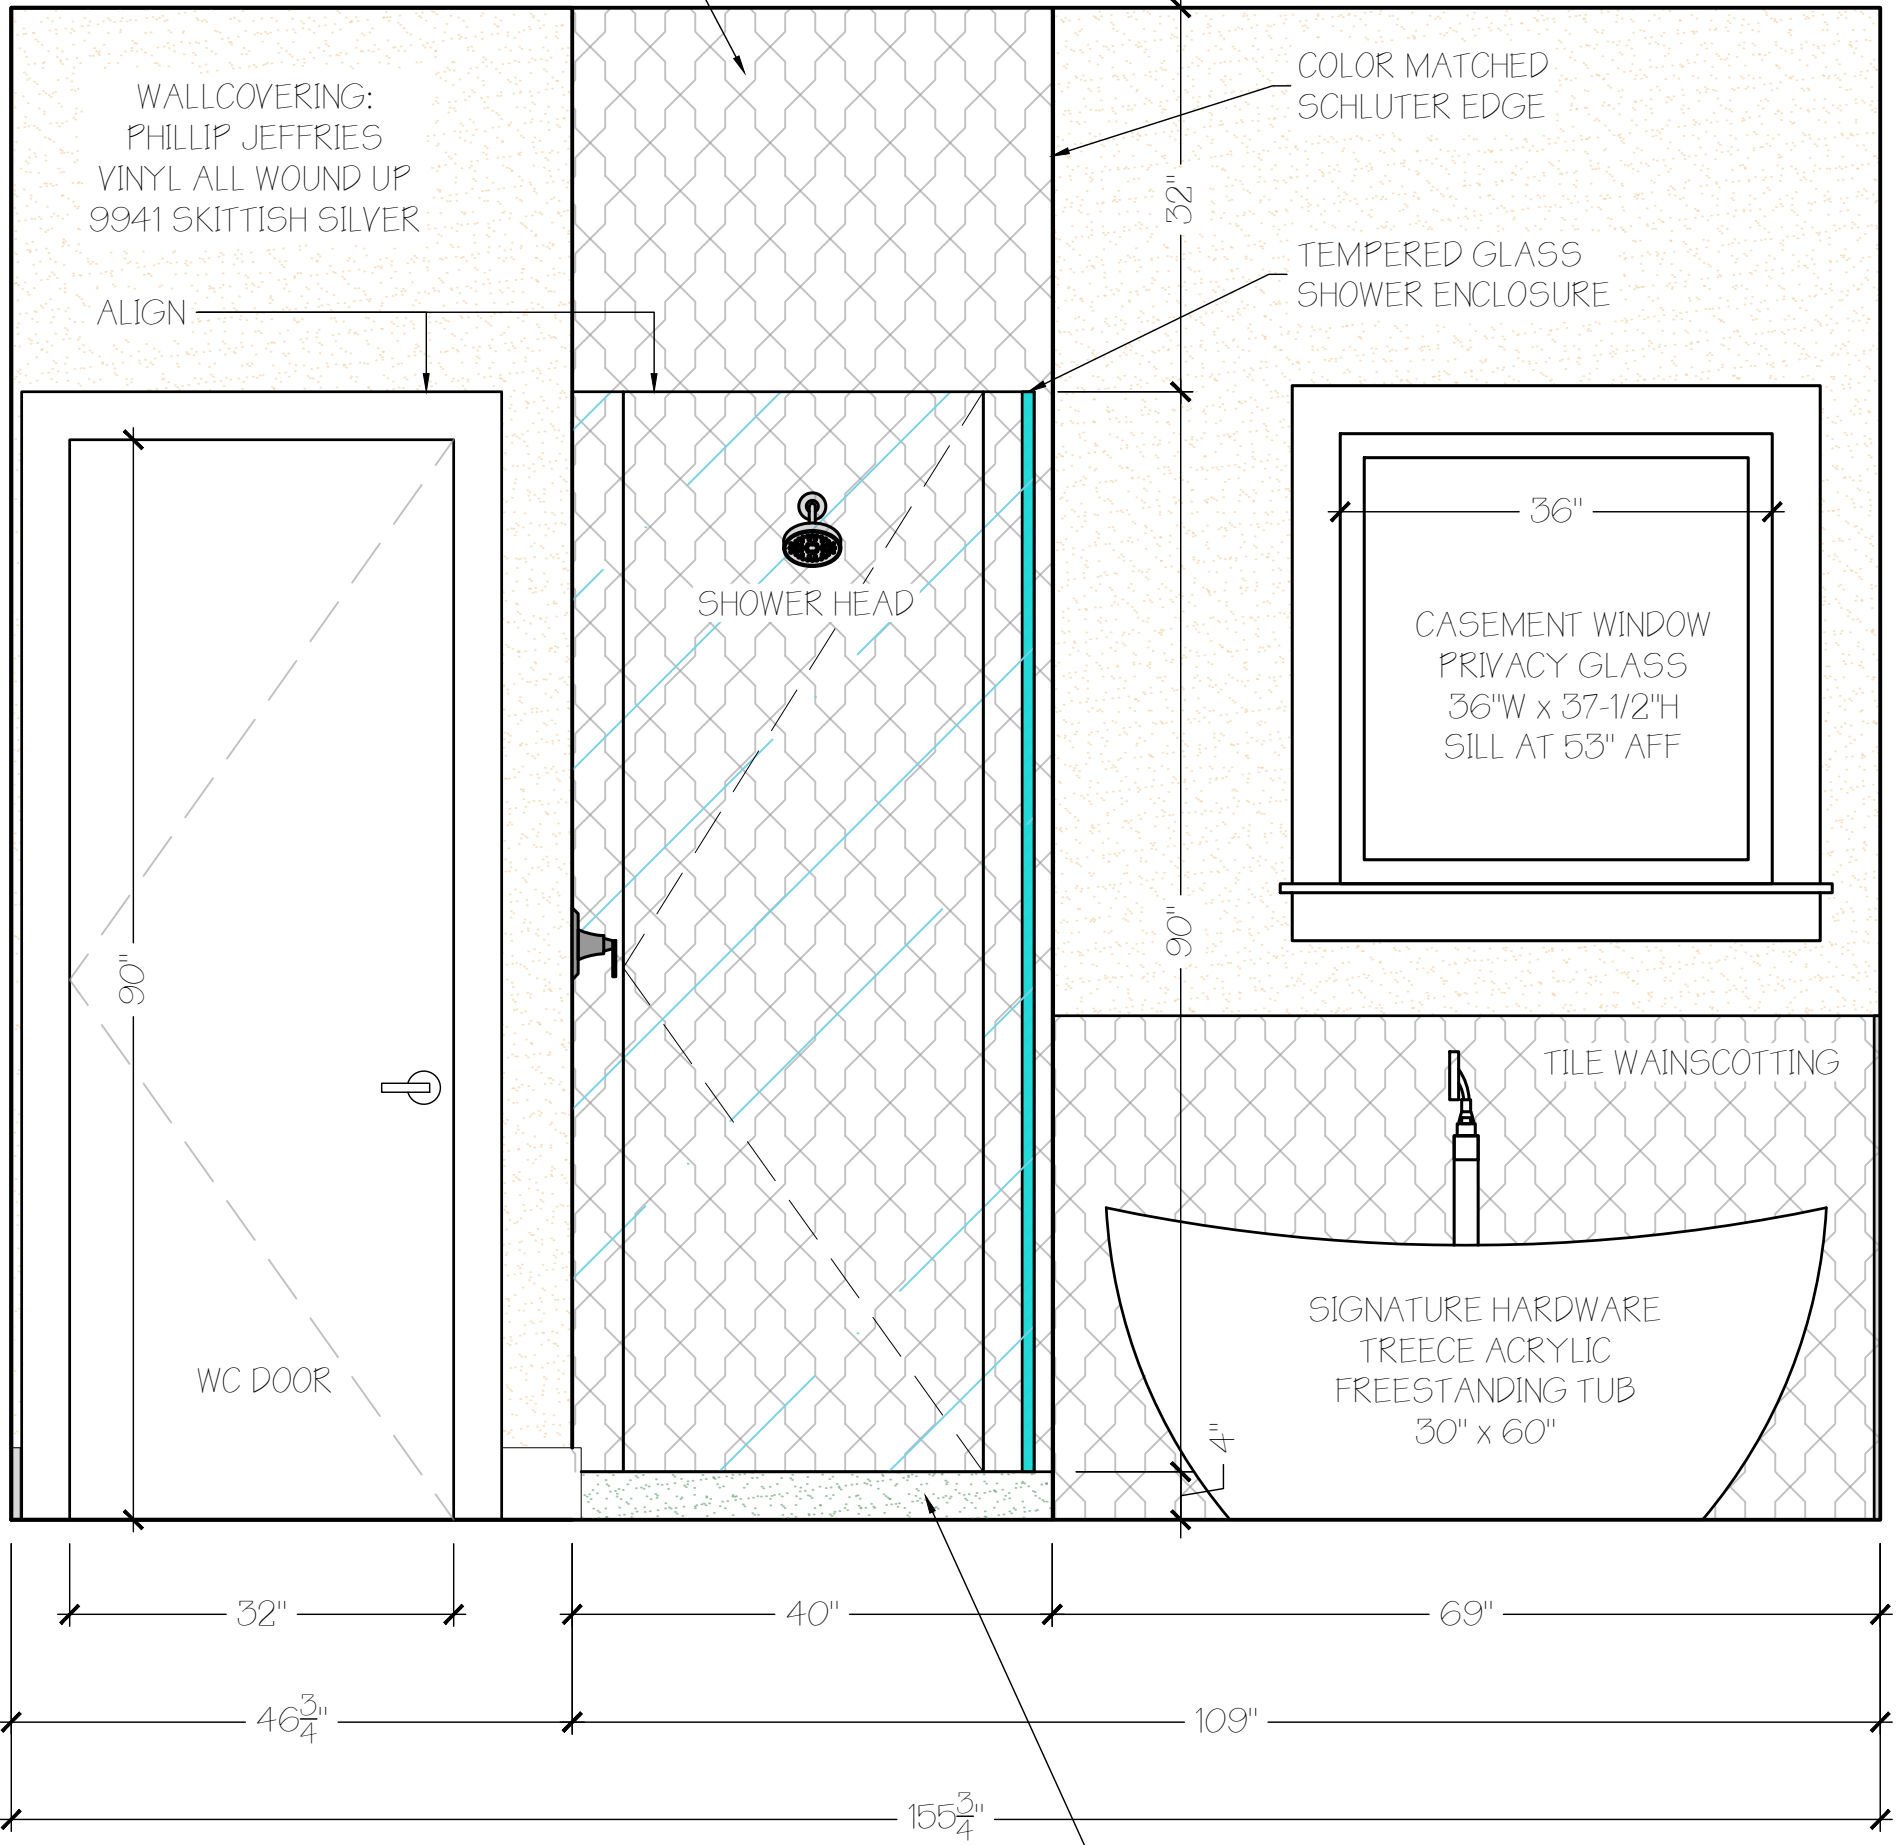 WALLCOVERING:
PHILLIP JEFFRIES
VINYL ALL WOUND UP
9941 SKITTISH SILVER
ALIGN
COLOR MATCHED
SCHLUTER EDGE
32"
TEMPERED GLASS
SHOWER ENCLOSURE
36"
SHOWER HEAD
CASEMENT WINDOW
PRIVACY GLASS
36"W x 37-1/2"H
SILL AT 53" AFF
90"
90"
TILE WAINSCOTTING
WC DOOR
SIGNATURE HARDWARE
TREECE ACRYLIC
FREESTANDING TUB
30" x 60"
4"
32"
40"
69"
46 3/4"
109"
155 3/4"